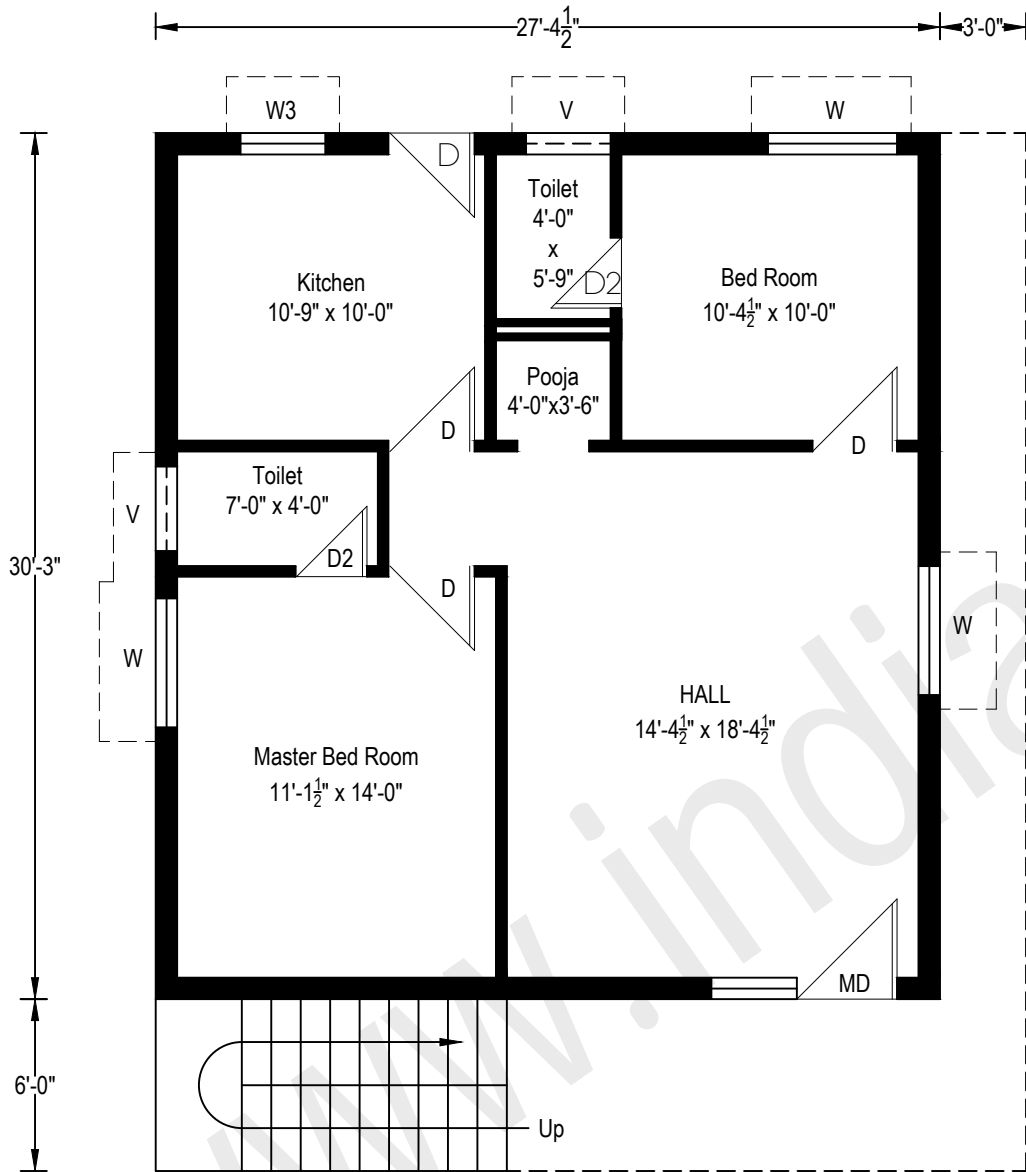 27'-4½"
3'-0"
W3
V
W
D
Toilet
4'-0"
x
5'-9"
D2
Kitchen
10'-9" x 10'-0"
Bed Room
10'-4½" x 10'-0"
Pooja
4'-0"x3'-6"
D
D
Toilet
7'-0" x 4'-0"
V
D2
30'-3"
D
W
W
HALL
14'-4½" x 18'-4½"
Master Bed Room
11'-1½" x 14'-0"
MD
6'-0"
Up
www.india